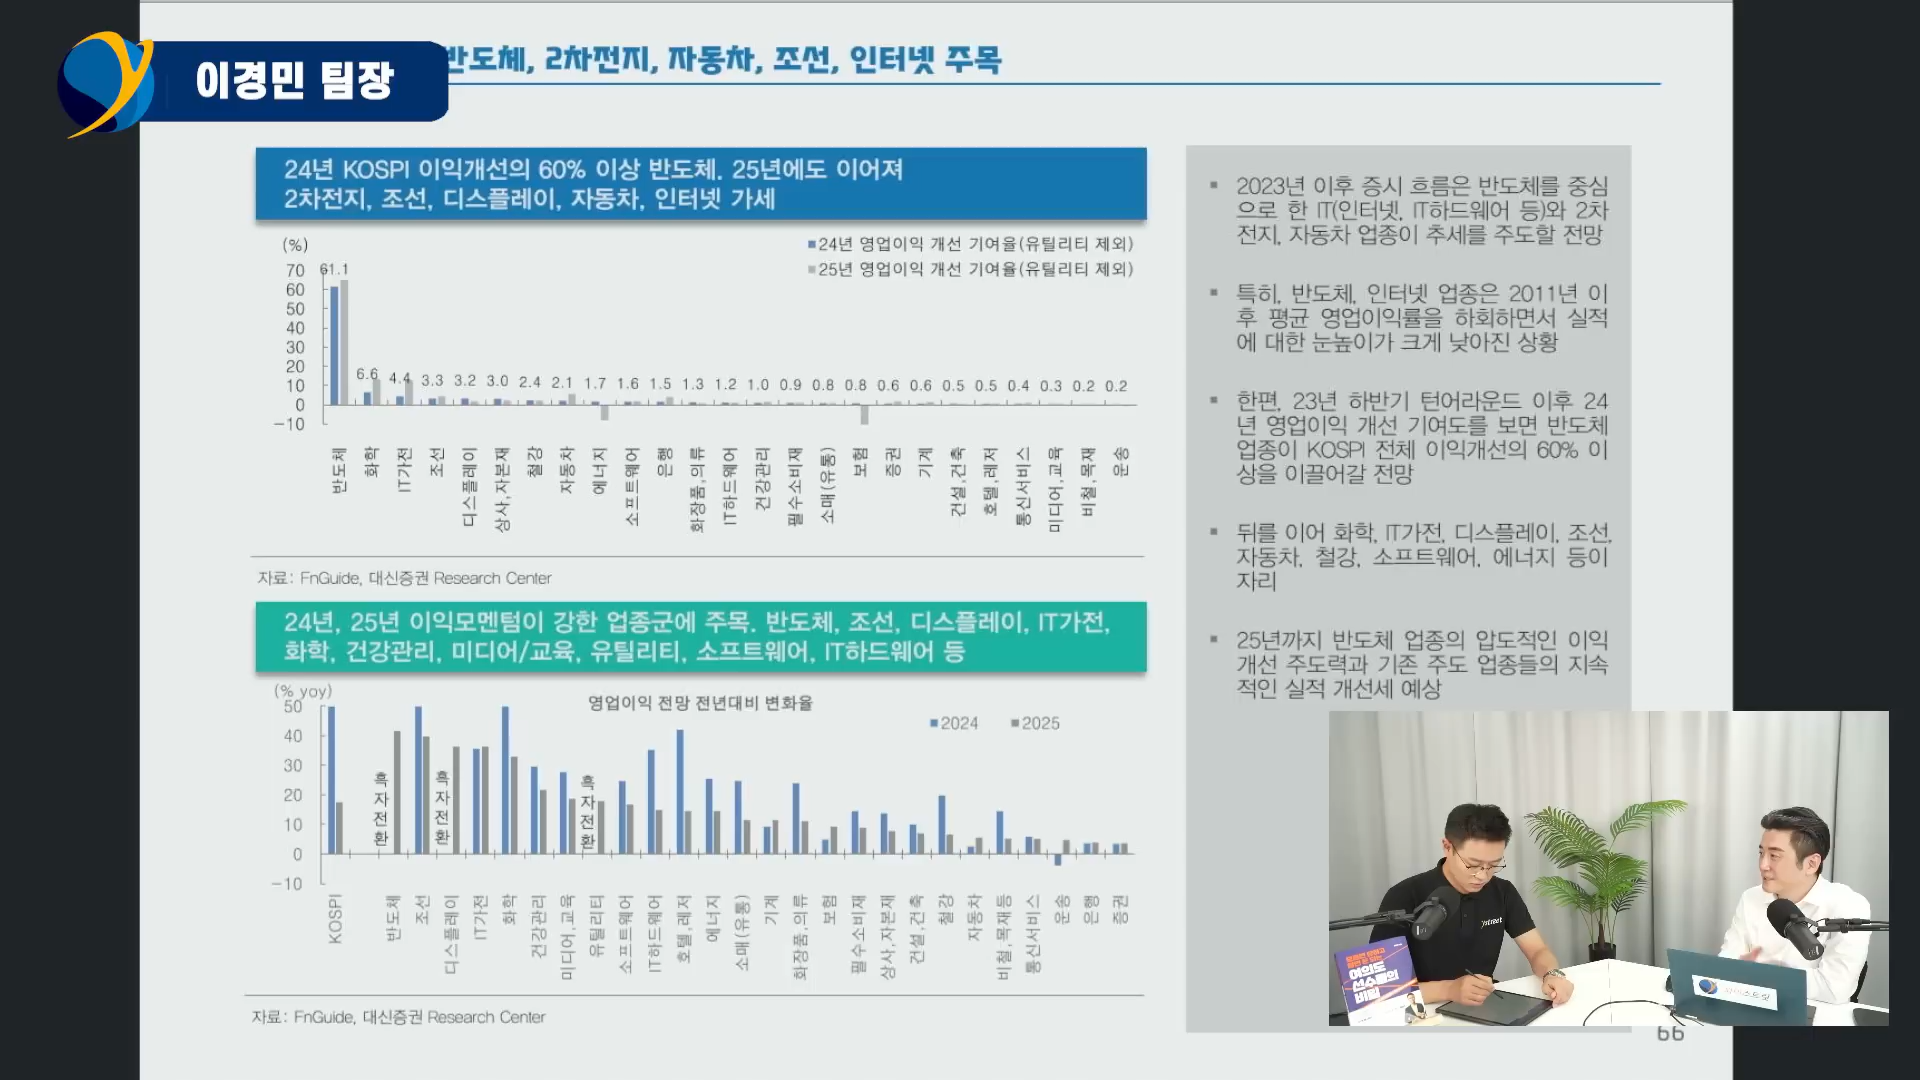 이경민 팀장
반도체, 2차전지, 자동차, 조선, 인터넷 주목
24년 KOSPI 이익개선의 60% 이상 반도체. 25년에도 이어져
2차전지, 조선, 디스플레이, 자동차, 인터넷 가세
(%)
24년 영업이익 개선 기여율(유틸리티 제외)
25년 영업이익 개선 기여율(유틸리티 제외)
70
60
50
40
30
20
10
0
-10
61.1 6.6 4.4 3.3 3.2 3.0 2.4 2.1 1.7 1.6 1.5 1.3 1.2 1.0 0.9 0.8 0.8 0.6 0.6 0.5 0.5 0.4 0.3 0.2 0.2
반도체
화학
IT가전
조선
디스플레이
상사,자본재
철강
자동차
에너지
소프트웨어
은행
화장품,의류
IT하드웨어
건강관리
필수소비재
소매(유통)
보험
증권
기계
건설,건축
호텔,레저
통신서비스
미디어,교육
비철,목재
운송
자료: FnGuide, 대신증권 Research Center
24년, 25년 이익모멘텀이 강한 업종군에 주목. 반도체, 조선, 디스플레이, IT가전,
화학, 건강관리, 미디어/교육, 유틸리티, 소프트웨어, IT하드웨어 등
(% yoy)
영업이익 전망 전년대비 변화율
2024 2025
50
40
30
20
10
0
-10
흑자전환
흑자전환
흑자전환
KOSPI
반도체
조선
디스플레이
IT가전
화학
건강관리
미디어,교육
유틸리티
소프트웨어
IT하드웨어
호텔,레저
에너지
소매(유통)
기계
화장품,의류
보험
필수소비재
상사,자본재
건설,건축
철강
자동차
비철,목재등
통신서비스
운송
은행
증권
자료: FnGuide, 대신증권 Research Center
▪ 2023년 이후 증시 흐름은 반도체를 중심
으로 한 IT(인터넷, IT하드웨어 등)와 2차
전지, 자동차 업종이 추세를 주도할 전망
▪ 특히, 반도체, 인터넷 업종은 2011년 이
후 평균 영업이익률을 하회하면서 실적
에 대한 눈높이가 크게 낮아진 상황
▪ 한편, 23년 하반기 턴어라운드 이후 24
년 영업이익 개선 기여도를 보면 반도체
업종이 KOSPI 전체 이익개선의 60% 이
상을 이끌어갈 전망
▪ 뒤를 이어 화학, IT가전, 디스플레이, 조선,
자동차, 철강, 소프트웨어, 에너지 등이
자리
▪ 25년까지 반도체 업종의 압도적인 이익
개선 주도력과 기존 주도 업종들의 지속
적인 실적 개선세 예상
여의도
선수들의
비밀
와이스트릿
66